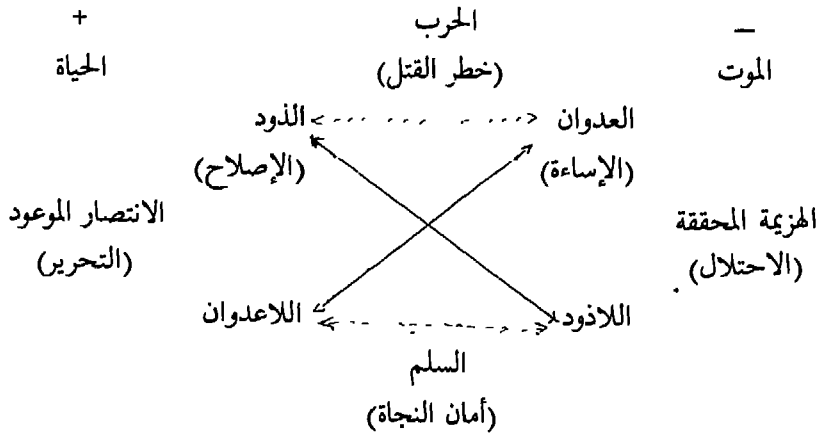 + الحرب –
الحياة (خطر القتل) الموت
الذود العدوان
(الإصلاح) (الإساءة)
الانتصار الموعود الهزيمة المحققة
(التحرير) (الاحتلال)
اللاعدوان اللاذود
السلم
(أمان النجاة)